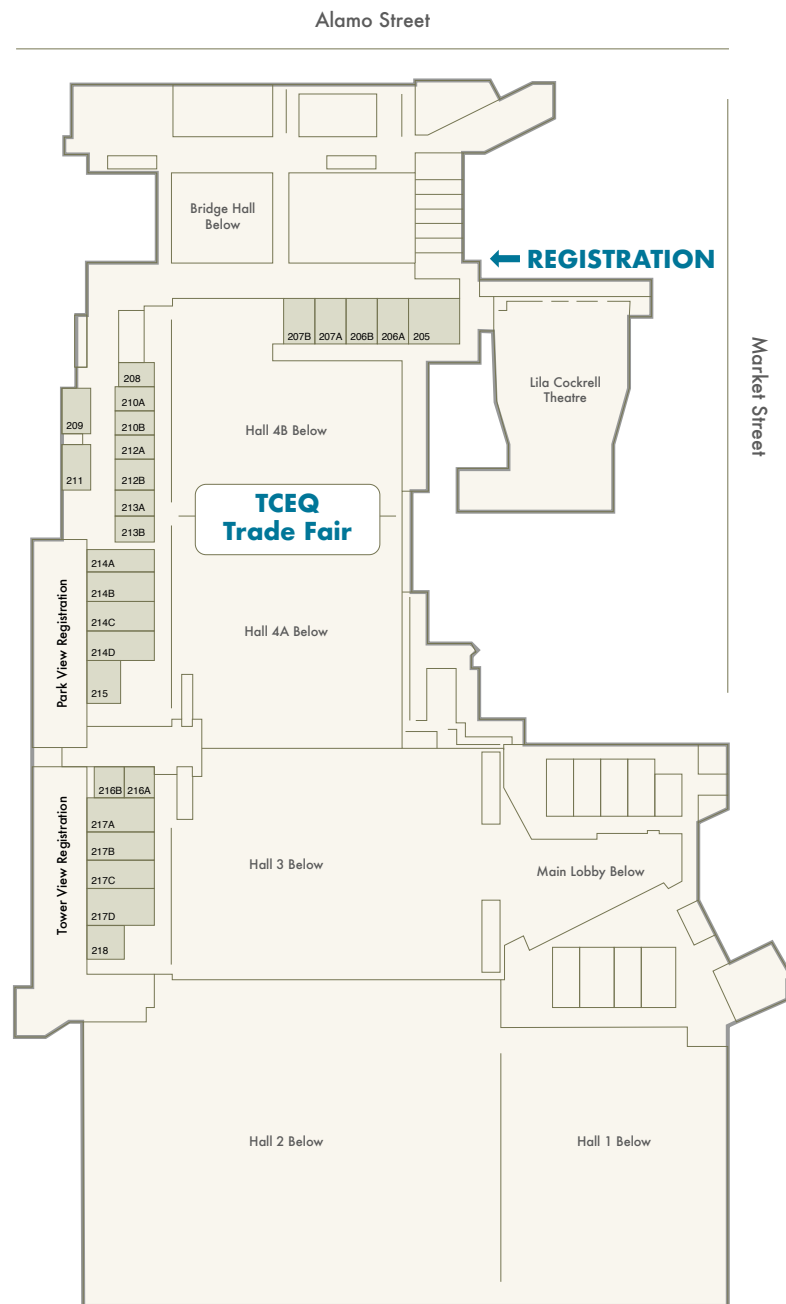 Alamo Street
Bridge Hall
Below
REGISTRATION
Market Street
207B
207A
206B
206A
205
Lila Cockrell
Theatre
208
210A
209
210B
Hall 4B Below
212A
211
212B
213A
213B
TCEQ
Trade Fair
214A
214B
214C
214D
215
Park View Registration
Hall 4A Below
216B
216A
217A
217B
217C
217D
218
Tower View Registration
Hall 3 Below
Main Lobby Below
Hall 2 Below
Hall 1 Below